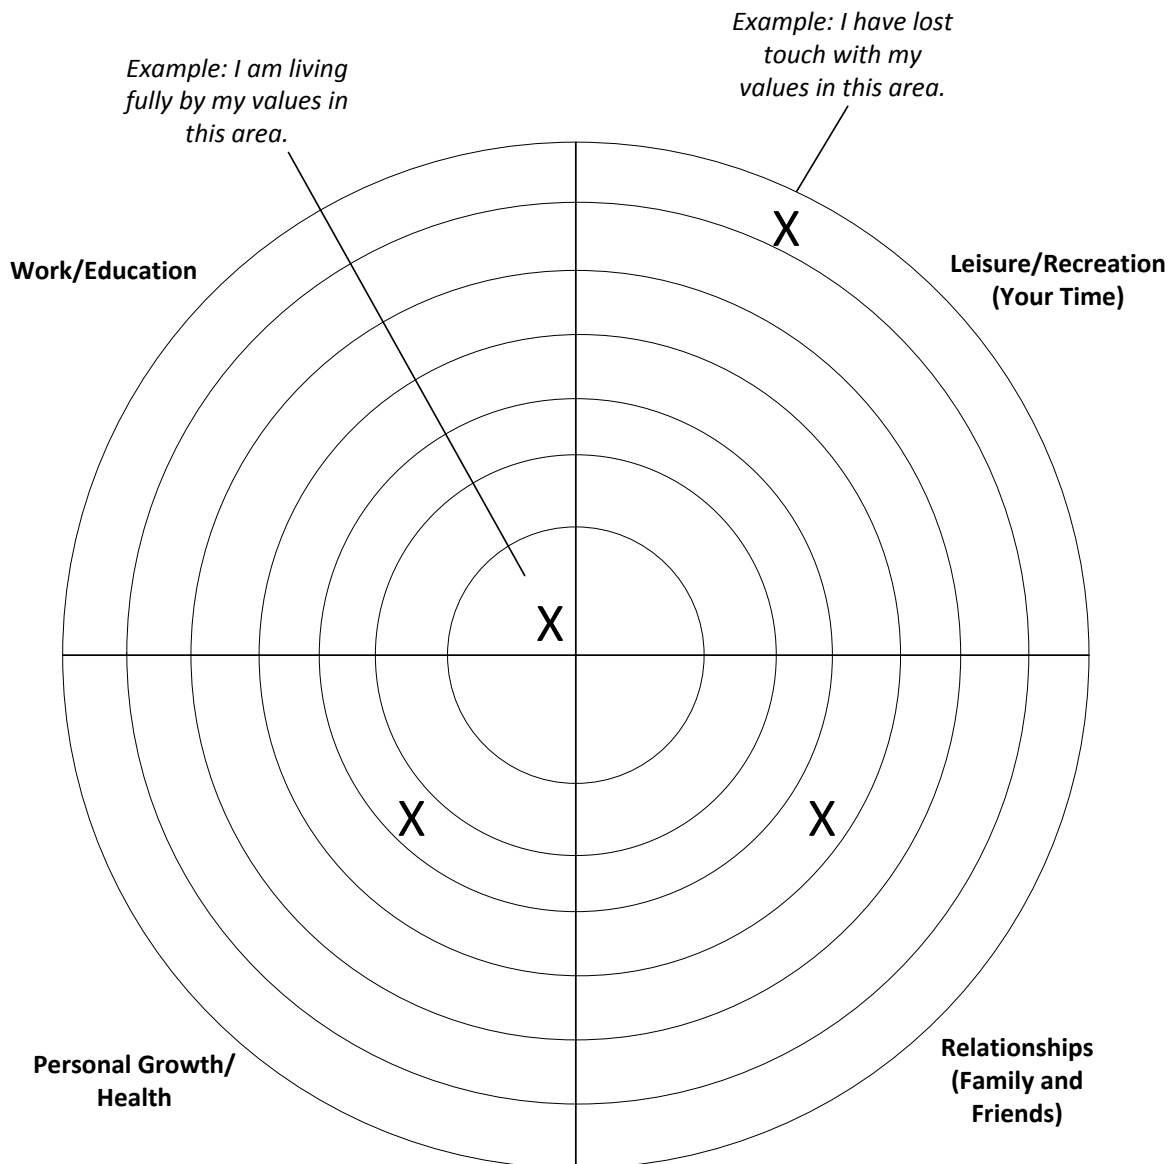 Example: I have lost
touch with my
values in this area.
Example: I am living
fully by my values in
this area.
X
Work/Education
Leisure/Recreation
(Your Time)
X
X
X
Personal Growth/
Health
Relationships
(Family and
Friends)